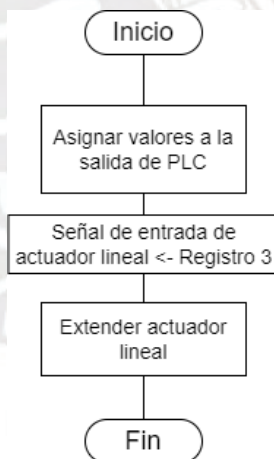 Inicio
Asignar valores a la
salida de PLC
Señal de entrada de
actuador lineal <- Registro 3
Extender actuador
lineal
Fin